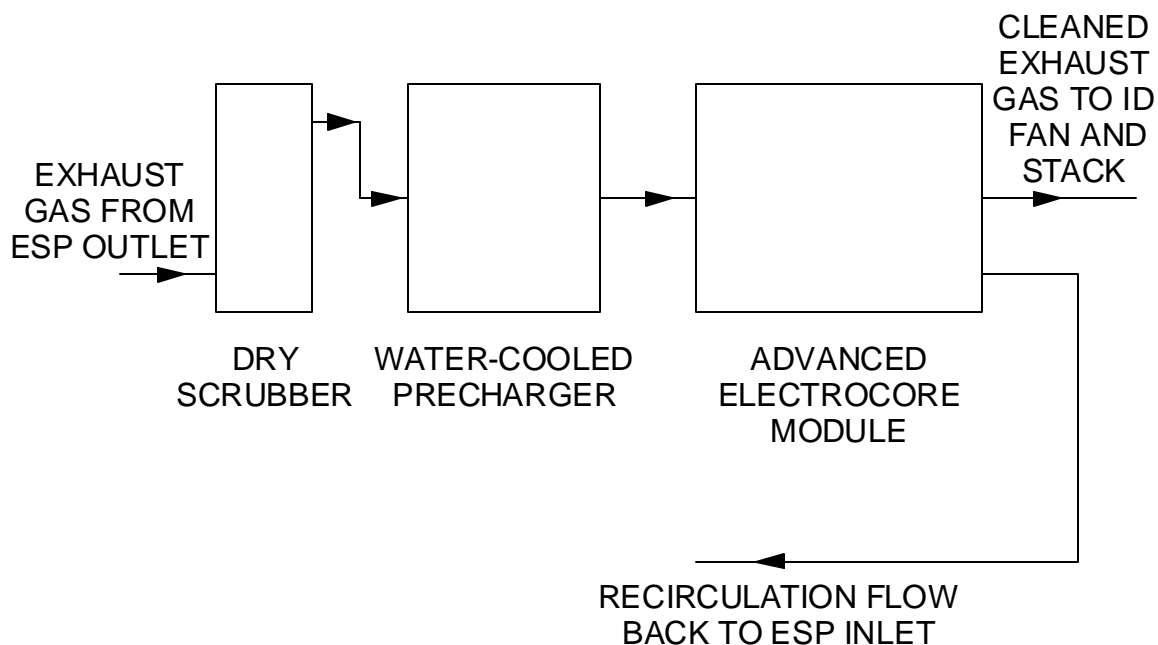 CLEANED
EXHAUST
GAS TO ID
FAN AND
STACK
EXHAUST
GAS FROM
ESP OUTLET
DRY
SCRUBBER
WATER-COOLED
PRECHARGER
ADVANCED
ELECTROCORE
MODULE
RECIRCULATION FLOW
BACK TO ESP INLET